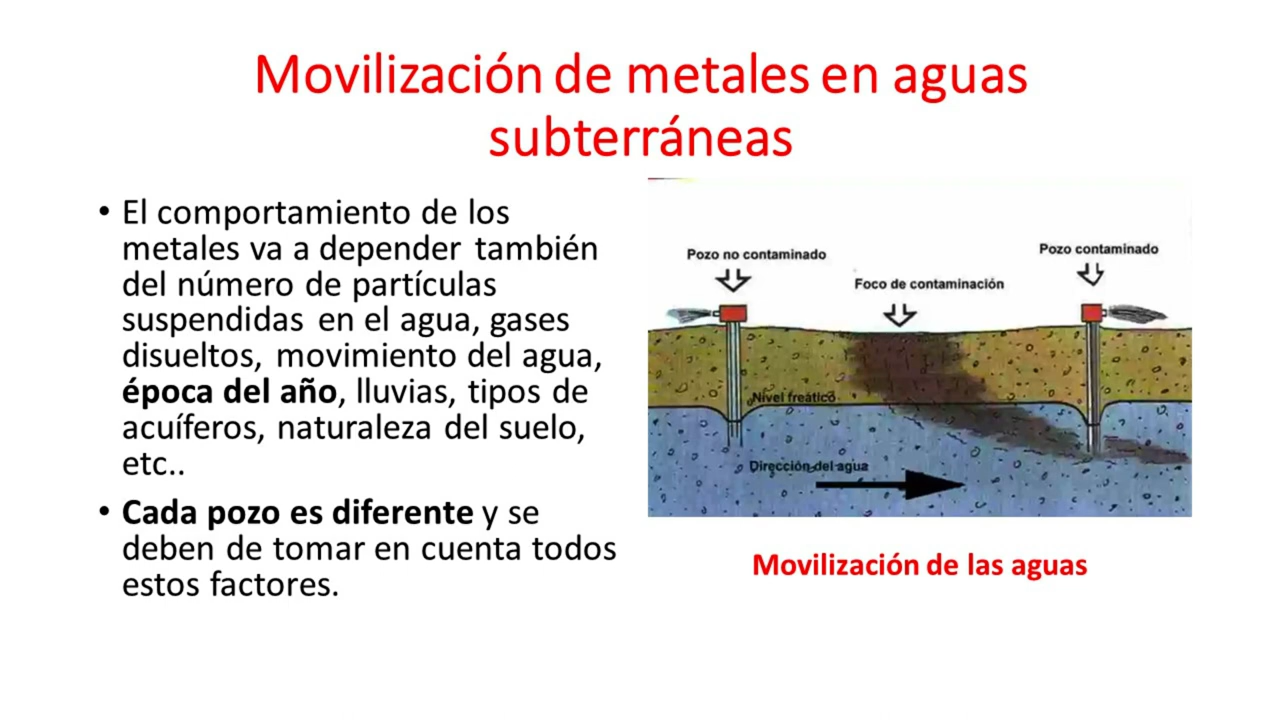 Movilización de metales en aguas
subterráneas
• El comportamiento de los
metales va a depender también
del número de partículas
suspendidas en el agua, gases
disueltos, movimiento del agua,
época del año, lluvias, tipos de
acuíferos, naturaleza del suelo,
etc..
• Cada pozo es diferente y se
deben de tomar en cuenta todos
estos factores.
Pozo no contaminado
Pozo contaminado
Foco de contaminación
Nivel freático
Dirección del agua
Movilización de las aguas